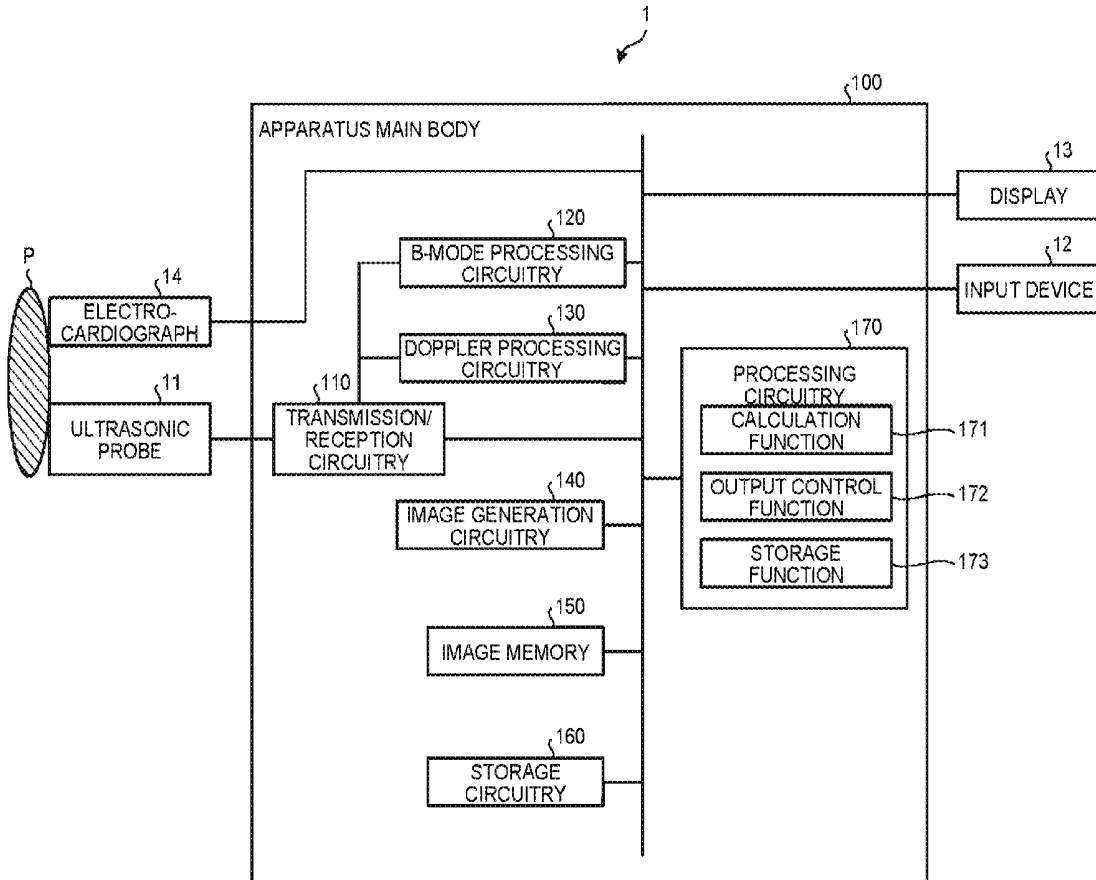 1
100
APPARATUS MAIN BODY
13
DISPLAY
120
B-MODE PROCESSING
CIRCUITRY
12
INPUT DEVICE
P
14
ELECTRO-
CARDIOGRAPH
130
DOPPLER PROCESSING
CIRCUITRY
170
PROCESSING
CIRCUITRY
CALCULATION
FUNCTION
171
OUTPUT CONTROL
FUNCTION
172
STORAGE
FUNCTION
173
11
ULTRASONIC
PROBE
110
TRANSMISSION/
RECEPTION
CIRCUITRY
140
IMAGE GENERATION
CIRCUITRY
150
IMAGE MEMORY
160
STORAGE
CIRCUITRY